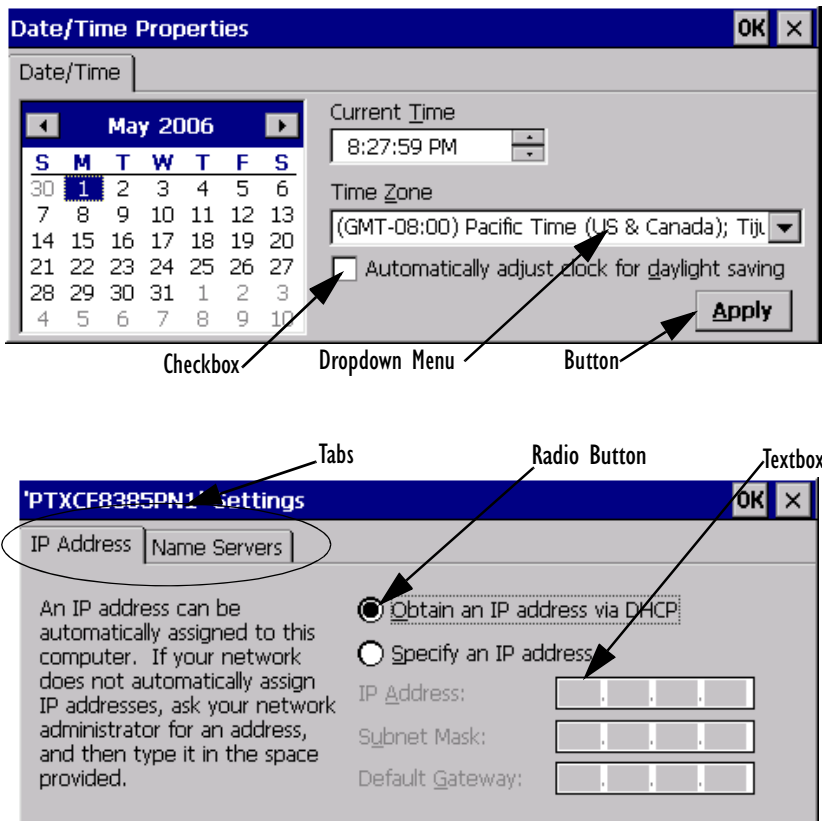 Date/Time Properties OK ×
Date/Time
May 2006
S M T W T F S
30 1 2 3 4 5 6
7 8 9 10 11 12 13
14 15 16 17 18 19 20
21 22 23 24 25 26 27
28 29 30 31 1 2 3
4 5 6 7 8 9 10
Current Time
8:27:59 PM
Time Zone
(GMT-08:00) Pacific Time (US & Canada); Tiju
Automatically adjust clock for daylight saving
Apply
Checkbox Dropdown Menu Button
Tabs Radio Button Textbox
'PTXCF8385PN1' Settings OK ×
IP Address Name Servers
An IP address can be
automatically assigned to this
computer. If your network
does not automatically assign
IP addresses, ask your network
administrator for an address,
and then type it in the space
provided.
Obtain an IP address via DHCP
Specify an IP address
IP Address:
Subnet Mask:
Default Gateway: